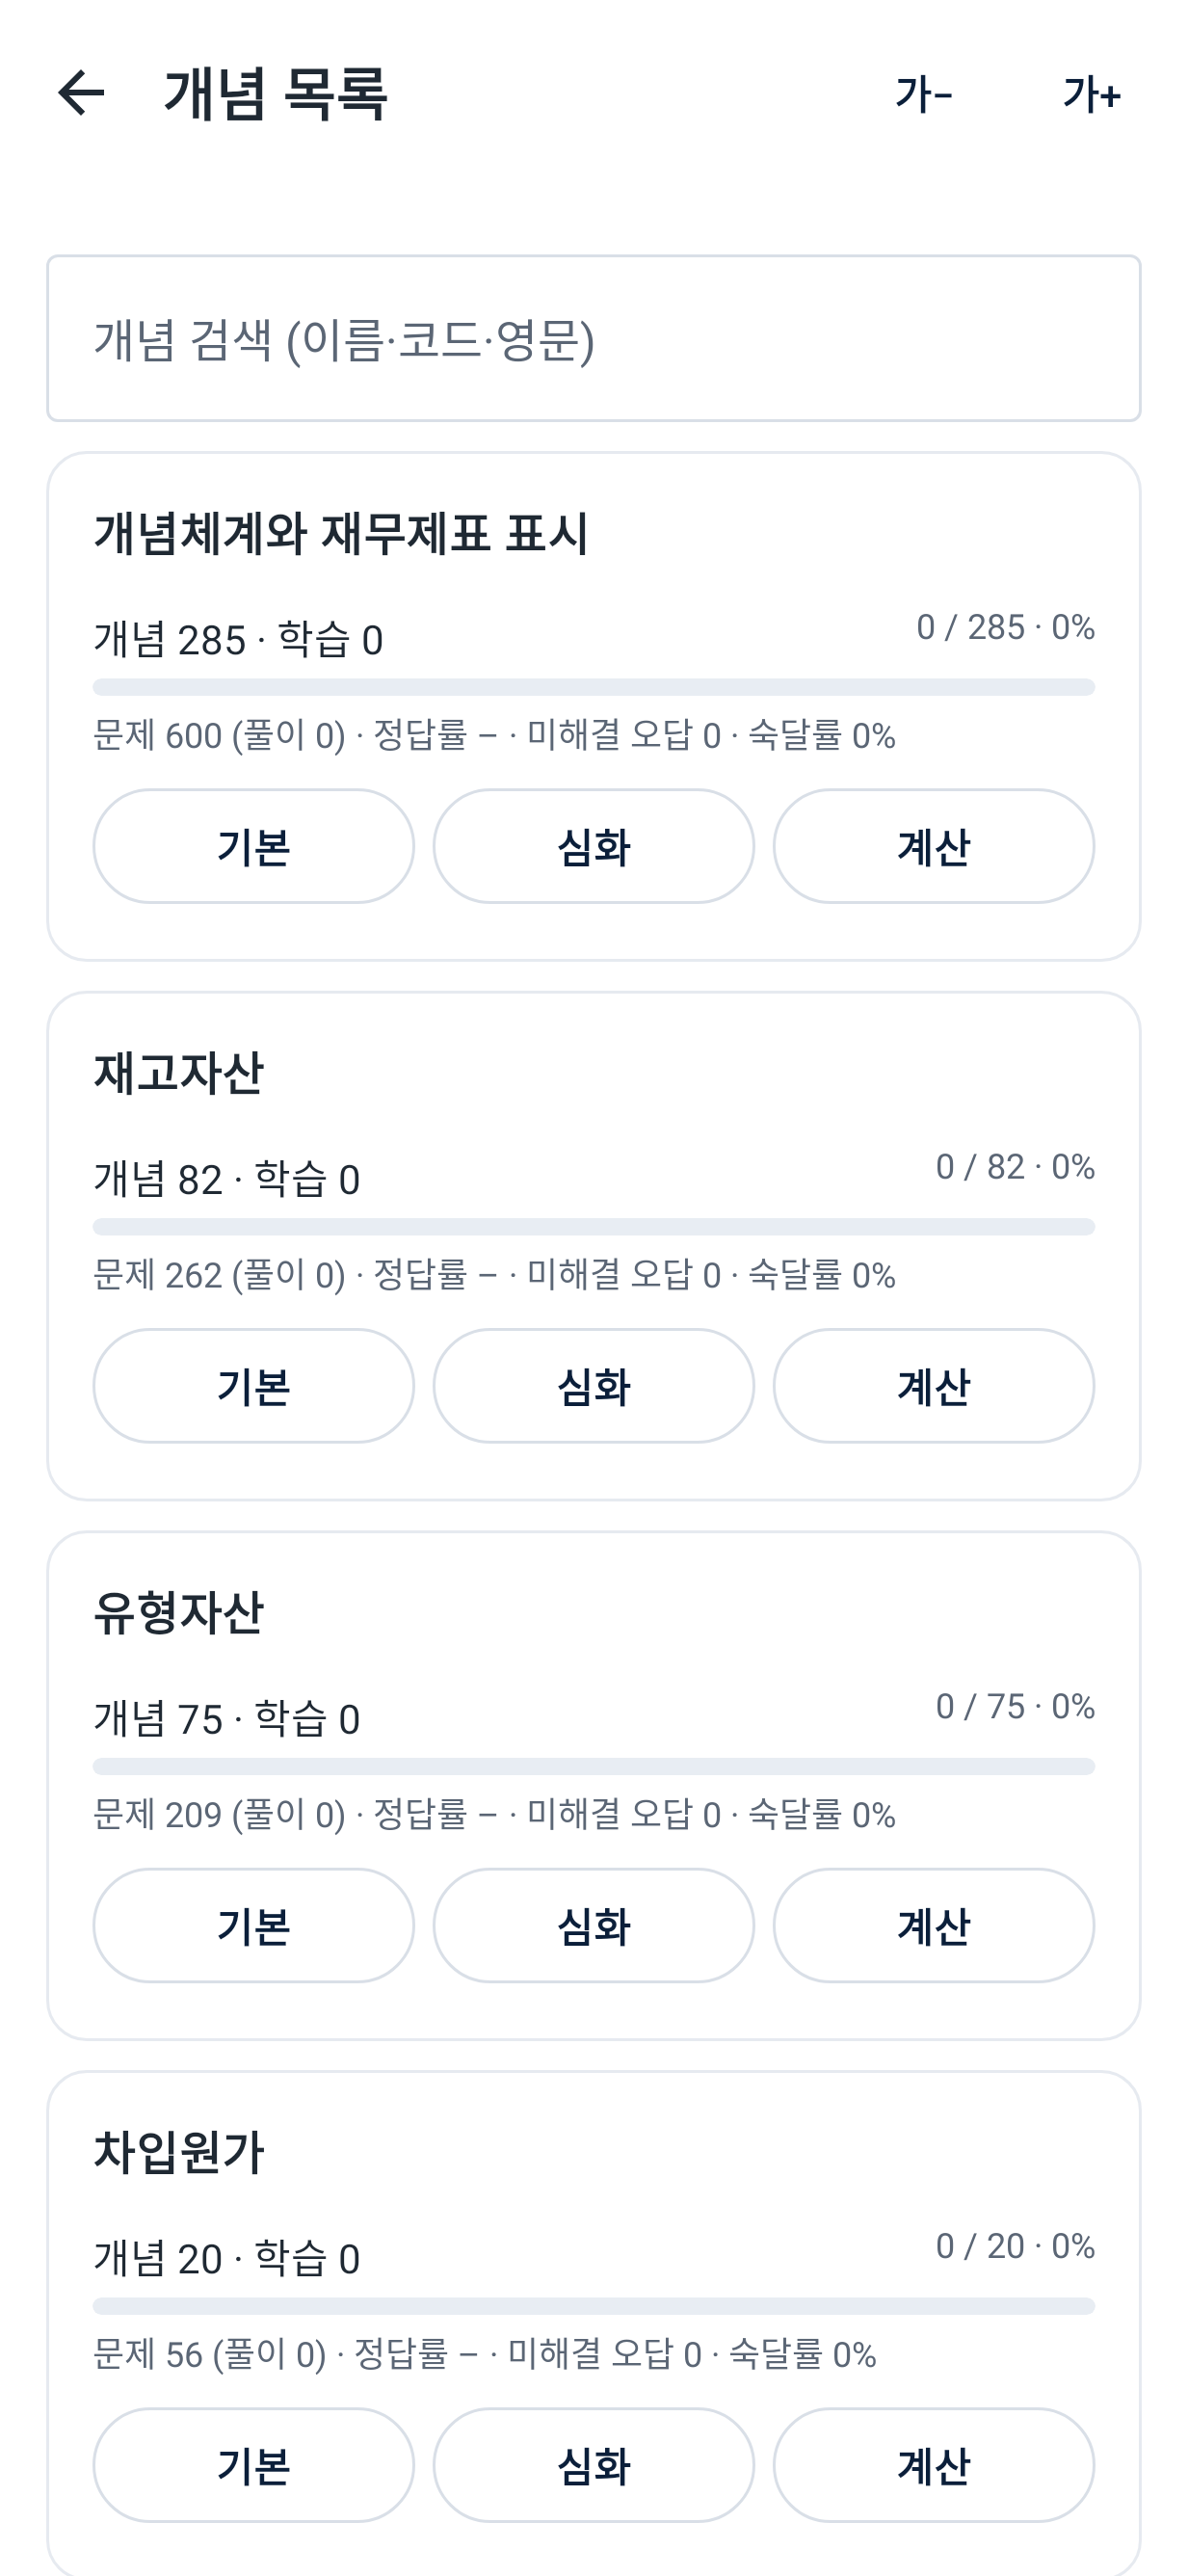 개념 목록
가-
가+
개념 검색 (이름·코드·영문)
개념체계와 재무제표 표시
개념 285 · 학습 0
0 / 285 · 0%
문제 600 (풀이 0) · 정답률 – · 미해결 오답 0 · 숙달률 0%
기본
심화
계산
재고자산
개념 82 · 학습 0
0 / 82 · 0%
문제 262 (풀이 0) · 정답률 – · 미해결 오답 0 · 숙달률 0%
기본
심화
계산
유형자산
개념 75 · 학습 0
0 / 75 · 0%
문제 209 (풀이 0) · 정답률 – · 미해결 오답 0 · 숙달률 0%
기본
심화
계산
차입원가
개념 20 · 학습 0
0 / 20 · 0%
문제 56 (풀이 0) · 정답률 – · 미해결 오답 0 · 숙달률 0%
기본
심화
계산